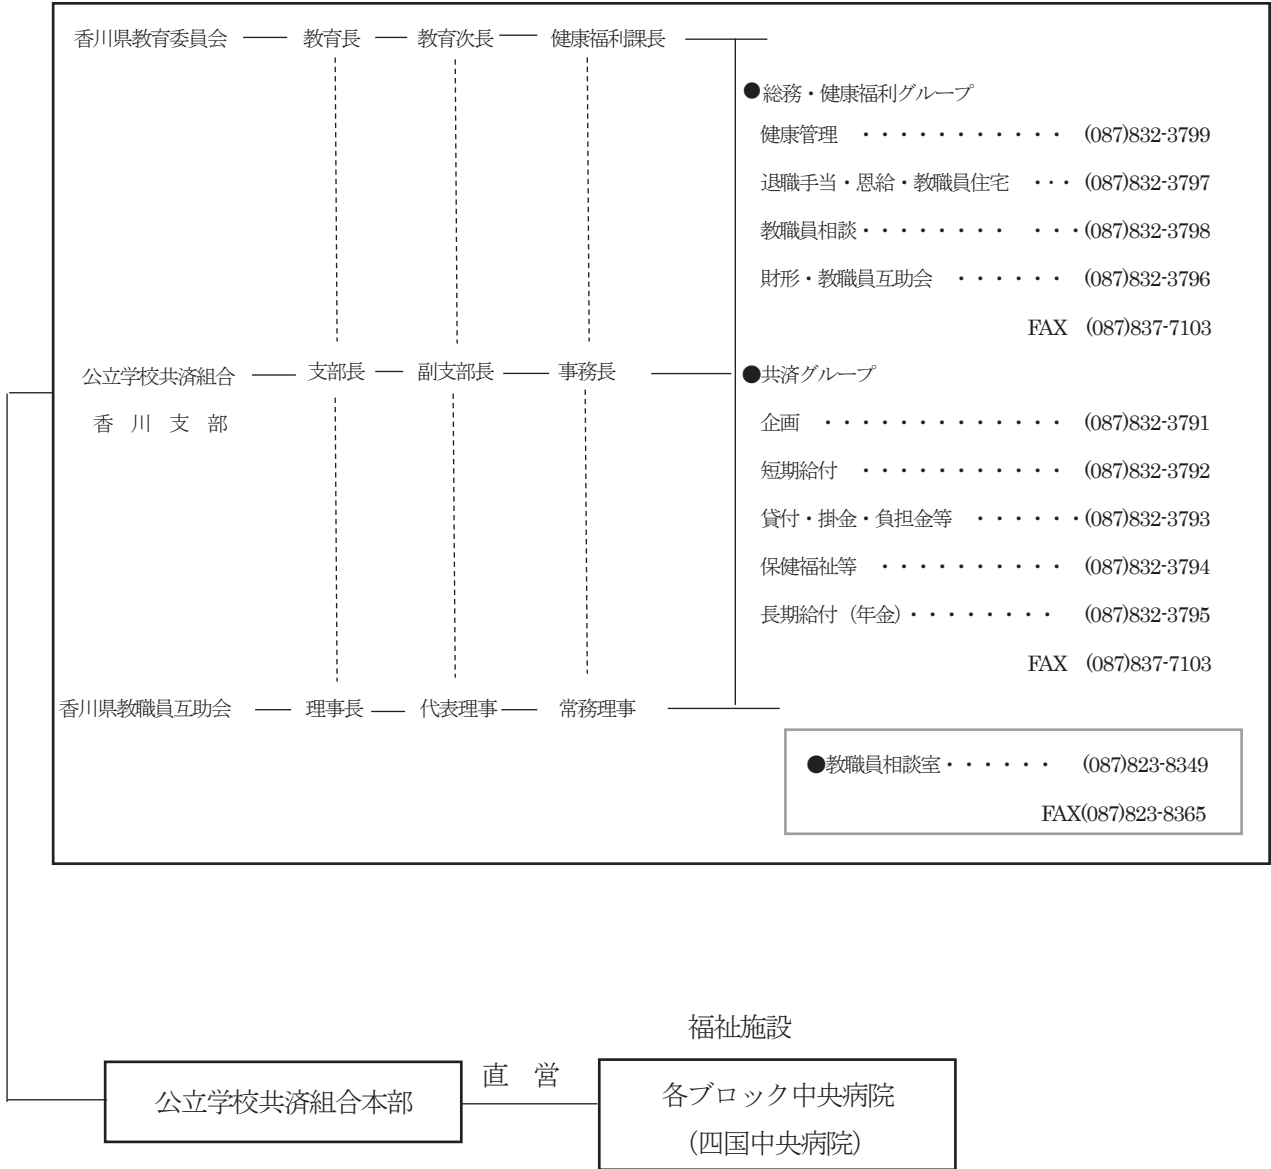 香川県教育委員会 教育長 教育次長 健康福利課長
●総務・健康福利グループ
健康管理 ・・・・・・・・・・・ (087)832-3799
退職手当・恩給・教職員住宅 ・・・ (087)832-3797
教職員相談・・・・・・・・ ・・・(087)832-3798
財形・教職員互助会 ・・・・・・ (087)832-3796
FAX (087)837-7103
公立学校共済組合 支部長 副支部長 事務長
●共済グループ
香 川 支 部
企画 ・・・・・・・・・・・・・ (087)832-3791
短期給付 ・・・・・・・・・・・ (087)832-3792
貸付・掛金・負担金等 ・・・・・・(087)832-3793
保健福祉等 ・・・・・・・・・・ (087)832-3794
長期給付（年金）・・・・・・・・ (087)832-3795
FAX (087)837-7103
香川県教職員互助会 理事長 代表理事 常務理事
●教職員相談室・・・・・・ (087)823-8349
FAX(087)823-8365
福祉施設
公立学校共済組合本部
直 営
各ブロック中央病院
（四国中央病院）